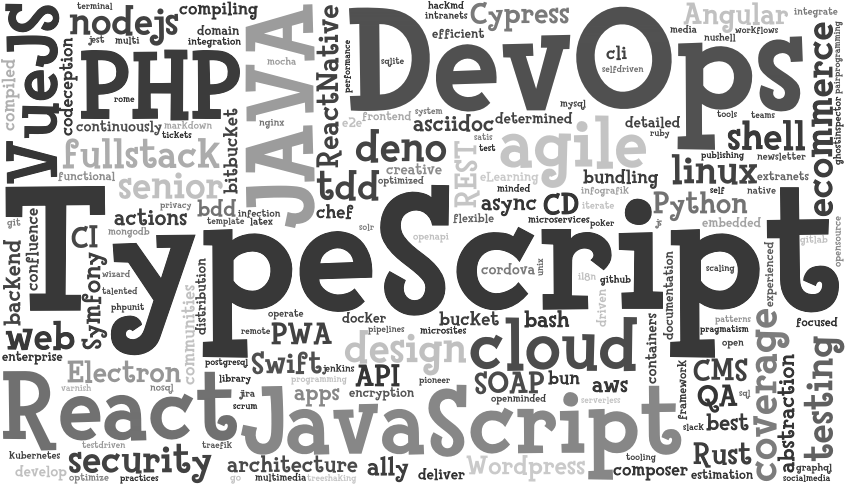 terminal
nodejs
compiling
hackmd
intranets
Cypress
Angular
integrate
VueJS
jest
multi
domain
integration
JAVA
DevOps
efficient
media
nushell
workflows
ecommerce
pairprogramming
ghostinspector
compiled
codeception
PHP
rome
mocha
ReactNative
performance
sqlite
cli
selfdriven
mysql
continuously
markdown
tickets
nginx
e2e
frontend
system
asciidoc
determined
detailed
ruby
tools
teams
shell
fullstack
bitbucket
deno
satis
test
agile
publishing
newsletter
functional
senior
creative
optimized
REST
eLearning
minded
bundling
infografik
linux
extranets
self
native
privacy
tdd
async
CD
iterate
Python
git
actions
bdd
infection
template
latex
chef
flexible
microservices
poker
embedded
mongodb
TypeScript
solr
openapi
gitlab
opensource
backend
confluence
CI
Symfony
wizard
talented
phpunit
communities
distribution
cordova
unix
i18n
github
driven
documentation
scaling
experienced
web
enterprise
operate
remote
PWA
docker
pipelines
microsites
bucket
bash
cloud
containers
patterns
pragmatism
open
focused
postgresql
Swift
jenkins
design
Electron
varnish
nosql
library
programming
API
encryption
pioneer
SOAP
bun
openminded
aws
serverless
framework
CMS
QA
sql
coverage
abstraction
testing
React
jira
scrum
apps
JavaScript
slack
best
testdriven
traefik
kubernetes
security
architecture
ally
Wordpress
tooling
composer
Rust
estimation
graphql
socialmedia
develop
optimize
practices
go
multimedia
treeshaking
deliver